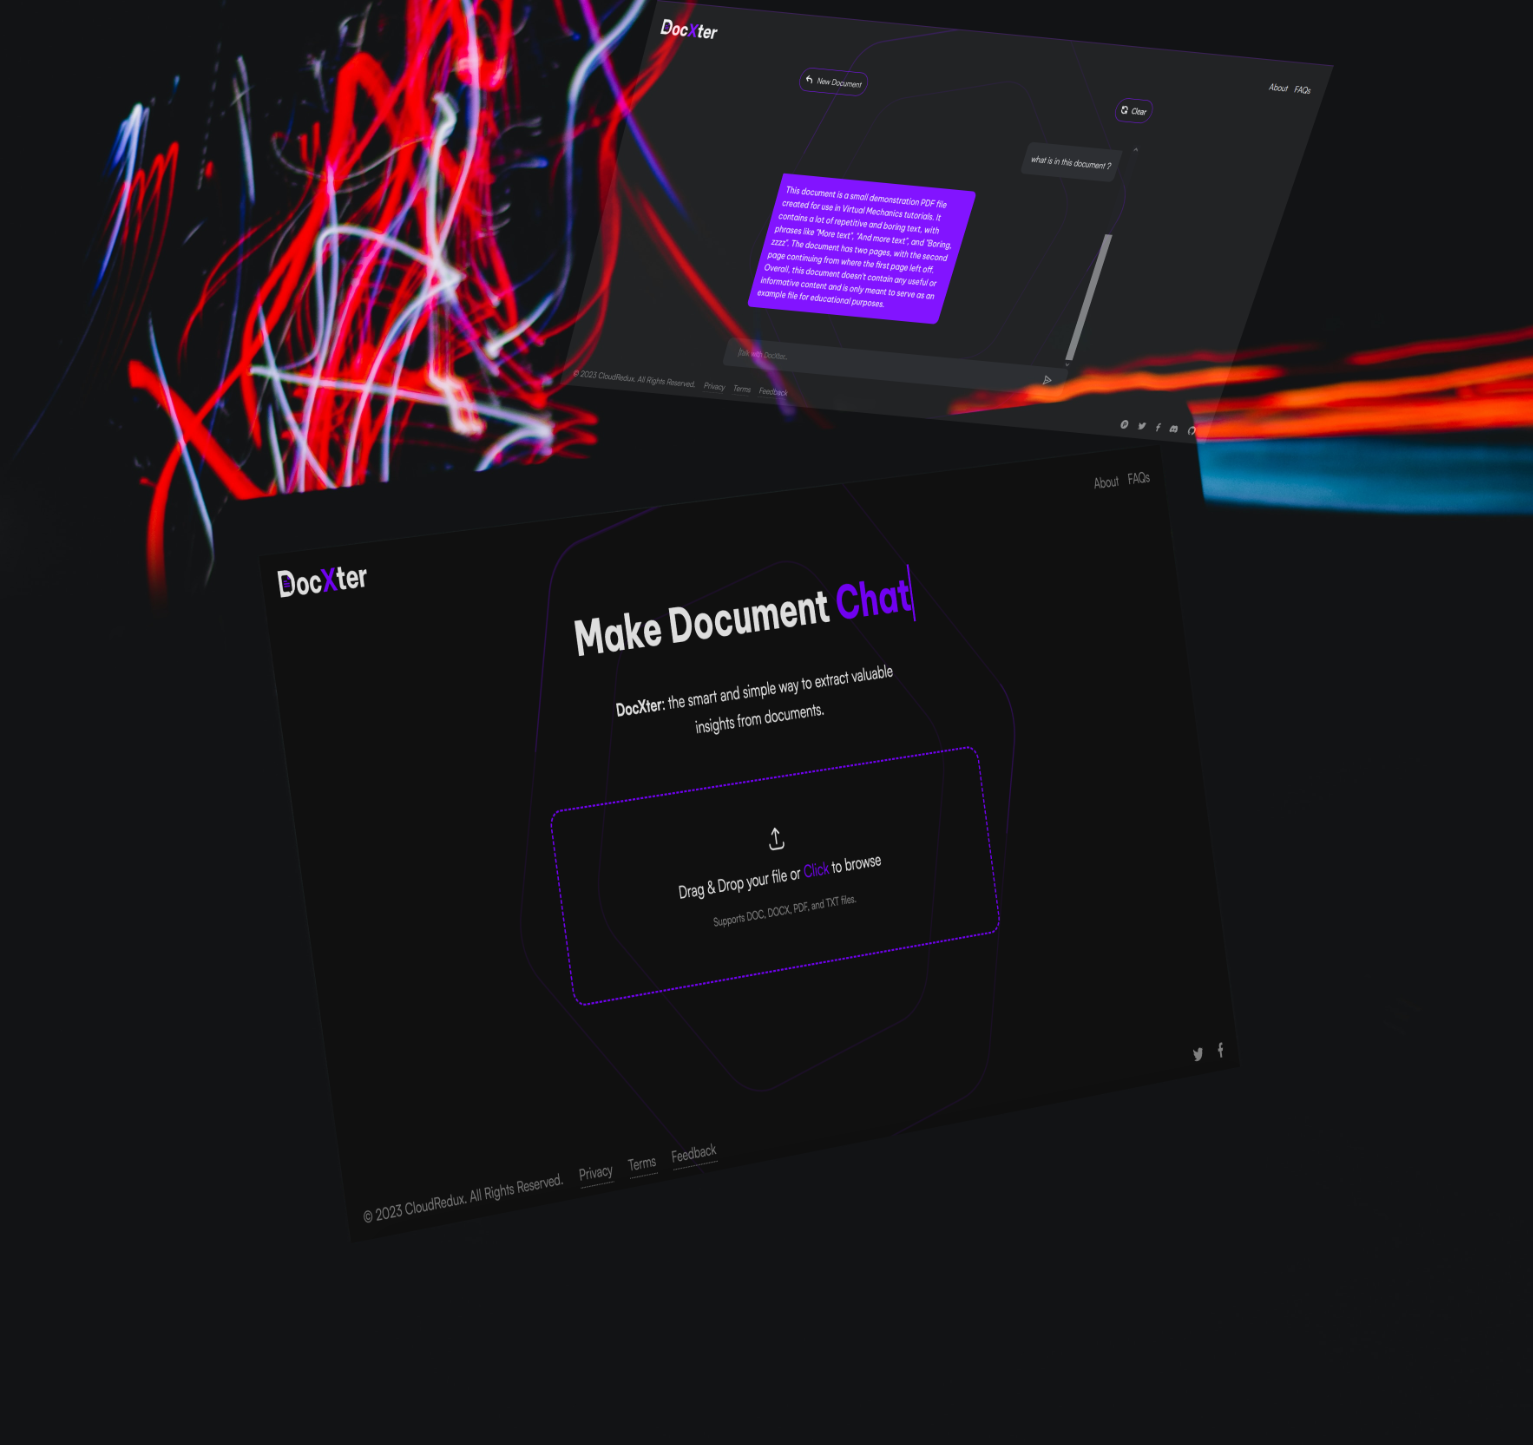 DocXter
New Document
About FAQs
Clear
what is in this document ?
This document is a small demonstration PDF file
created for use in Virtual Mechanics tutorials. It
contains a lot of repetitive and boring text, with
phrases like "More text", "And more text", and "Boring,
zzzz". The document has two pages, with the second
page continuing from where the first page left off.
Overall, this document doesn't contain any useful or
informative content and is only meant to serve as an
example file for educational purposes.
Talk with DocXter..
© 2023 CloudRedux. All Rights Reserved. Privacy Terms Feedback
About FAQs
DocXter
Make Document Chat
DocXter: the smart and simple way to extract valuable
insights from documents.
Drag & Drop your file or Click to browse
Supports DOC, DOCX, PDF, and TXT files.
© 2023 CloudRedux. All Rights Reserved. Privacy Terms Feedback